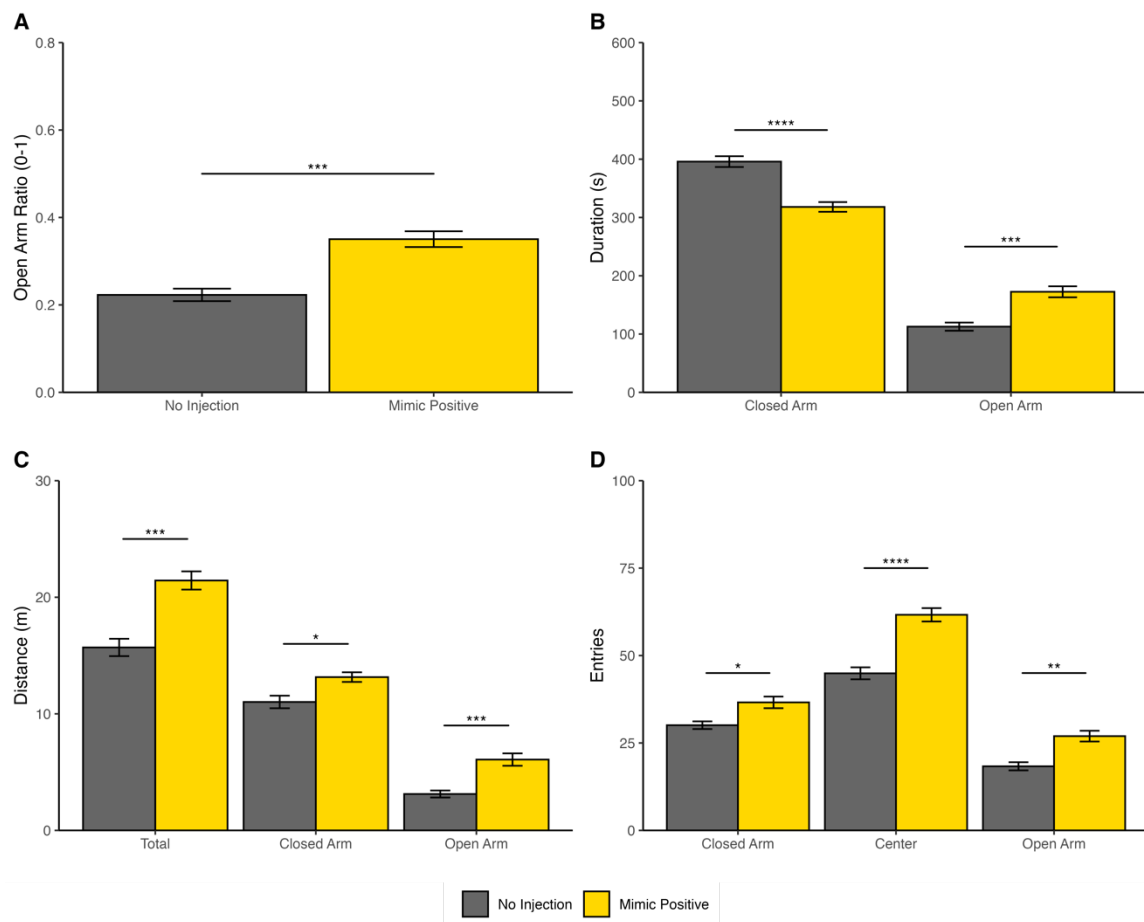 A
Open Arm Ratio (0-1)
0.8
0.6
0.4
0.2
0.0
***
No Injection
Mimic Positive
B
Duration (s)
600
500
400
300
200
100
0
****
***
Closed Arm
Open Arm
C
Distance (m)
30
20
10
0
***
*
***
Total
Closed Arm
Open Arm
D
Entries
100
75
50
25
0
*
****
**
Closed Arm
Center
Open Arm
No Injection
Mimic Positive